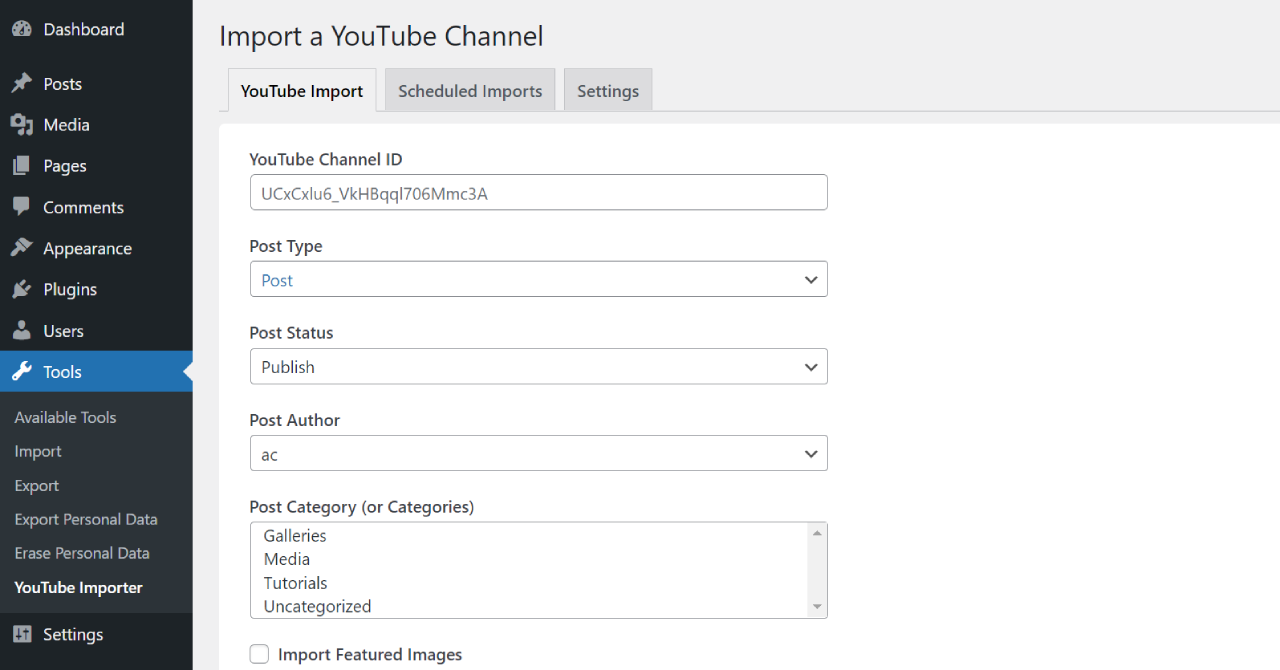 Dashboard
Posts
Media
Pages
Comments
Appearance
Plugins
Users
Tools
Available Tools
Import
Export
Export Personal Data
Erase Personal Data
YouTube Importer
Settings
Import a YouTube Channel
YouTube Import
Scheduled Imports
Settings
YouTube Channel ID
UCxCxlu6_VkHBqql706Mmc3A
Post Type
Post
Post Status
Publish
Post Author
ac
Post Category (or Categories)
Galleries
Media
Tutorials
Uncategorized
Import Featured Images